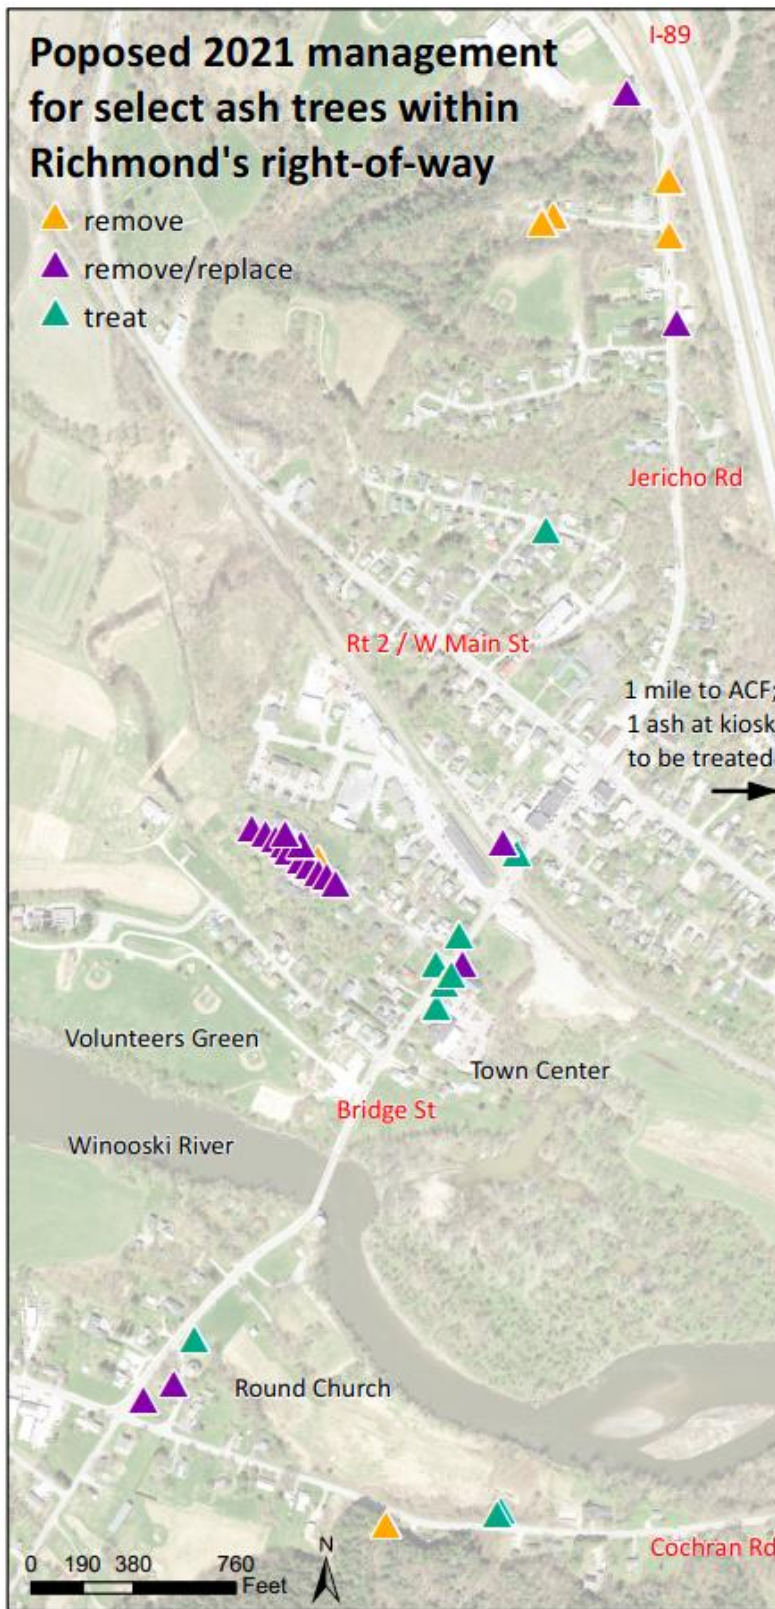 Poposed 2021 management
for select ash trees within
Richmond's right-of-way
remove
remove/replace
treat
I-89
Jericho Rd
Rt 2 / W Main St
1 mile to ACF;
1 ash at kiosk
to be treated
Volunteers Green
Town Center
Bridge St
Winooski River
Round Church
Cochran Rd
0 190 380 760
Feet
N